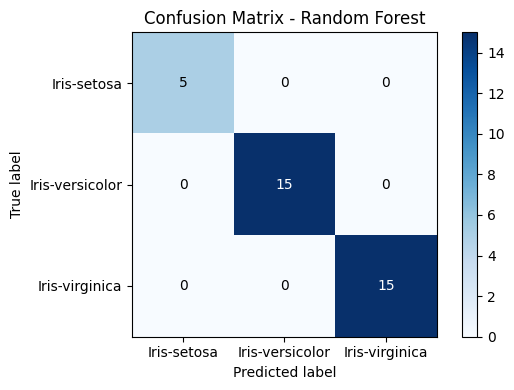 Confusion Matrix - Random Forest
Iris-setosa 5 0 0
Iris-versicolor 0 15 0
Iris-virginica 0 0 15
Iris-setosa Iris-versicolor Iris-virginica
Predicted label
True label
14
12
10
8
6
4
2
0